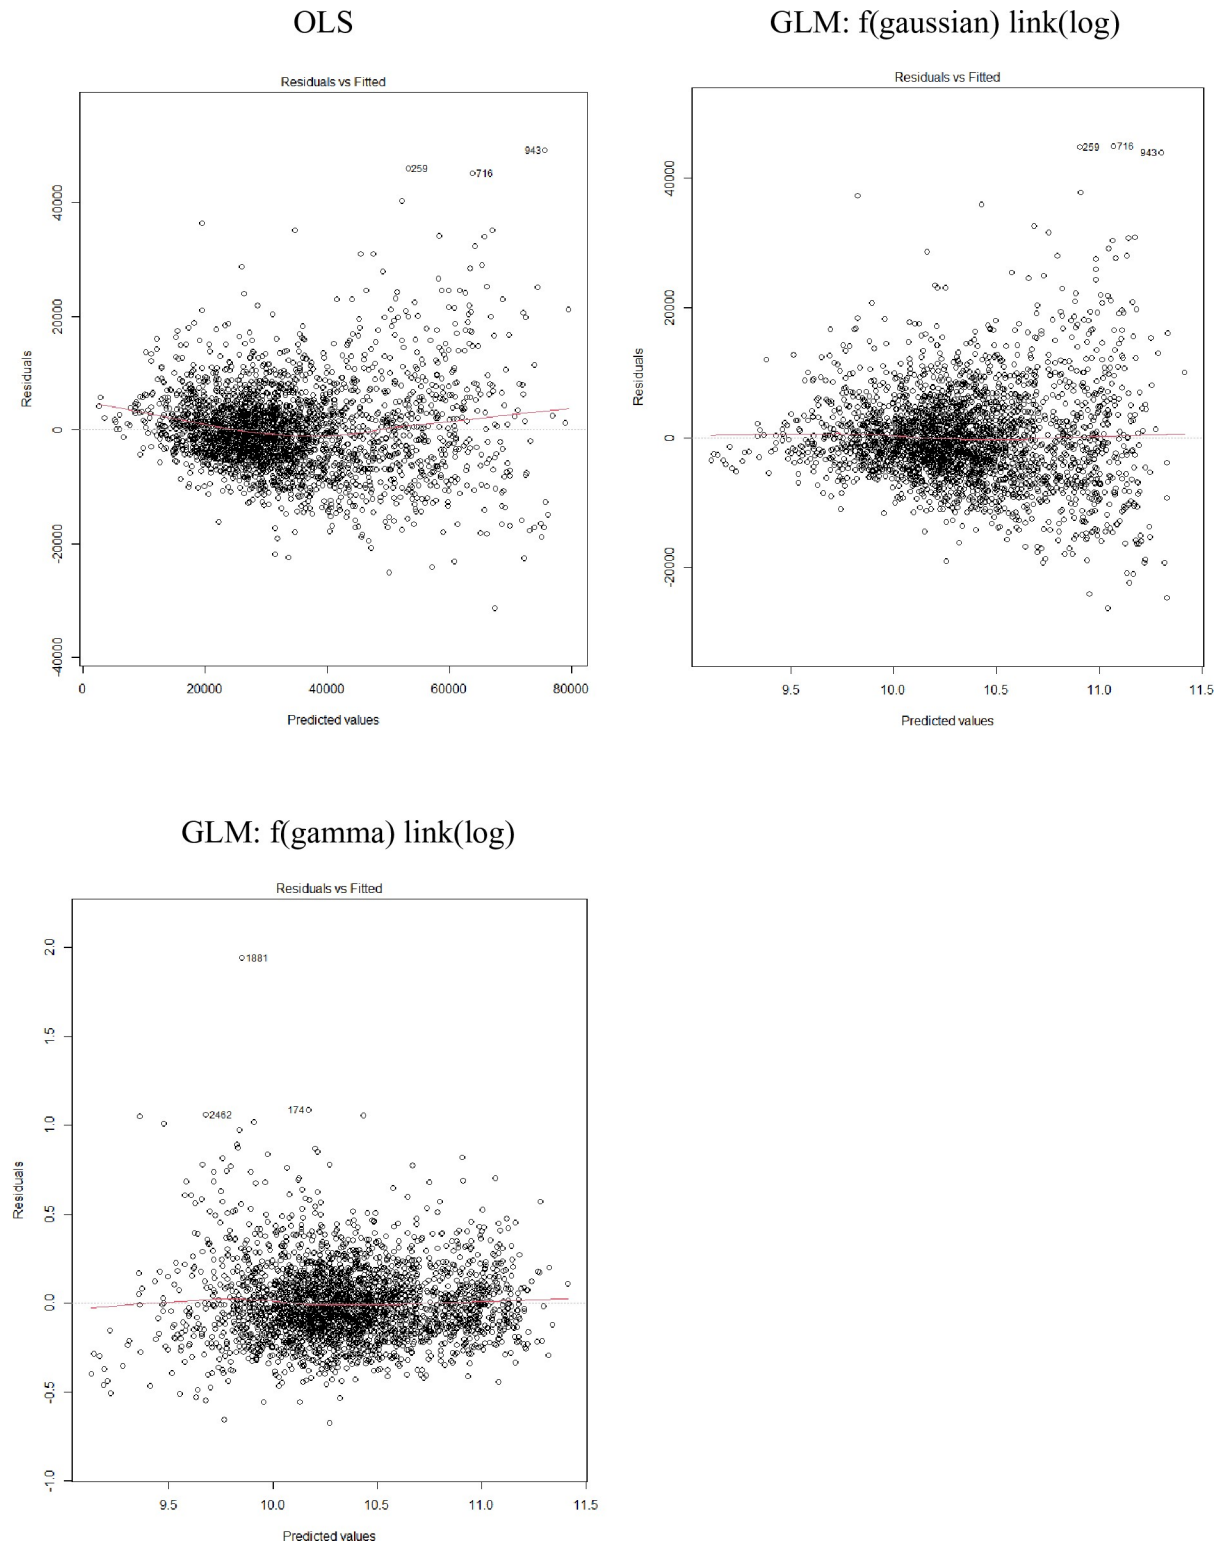 OLS
Residuals vs Fitted
943
259
716
40000
20000
0
-20000
-40000
Residuals
0 20000 40000 60000 80000
Predicted values
GLM: f(gaussian) link(log)
Residuals vs Fitted
259 716 943
40000
20000
0
-20000
Residuals
9.5 10.0 10.5 11.0 11.5
Predicted values
GLM: f(gamma) link(log)
Residuals vs Fitted
1881
2462
174
2.0
1.5
1.0
0.5
0.0
-0.5
-1.0
Residuals
9.5 10.0 10.5 11.0 11.5
Predicted values